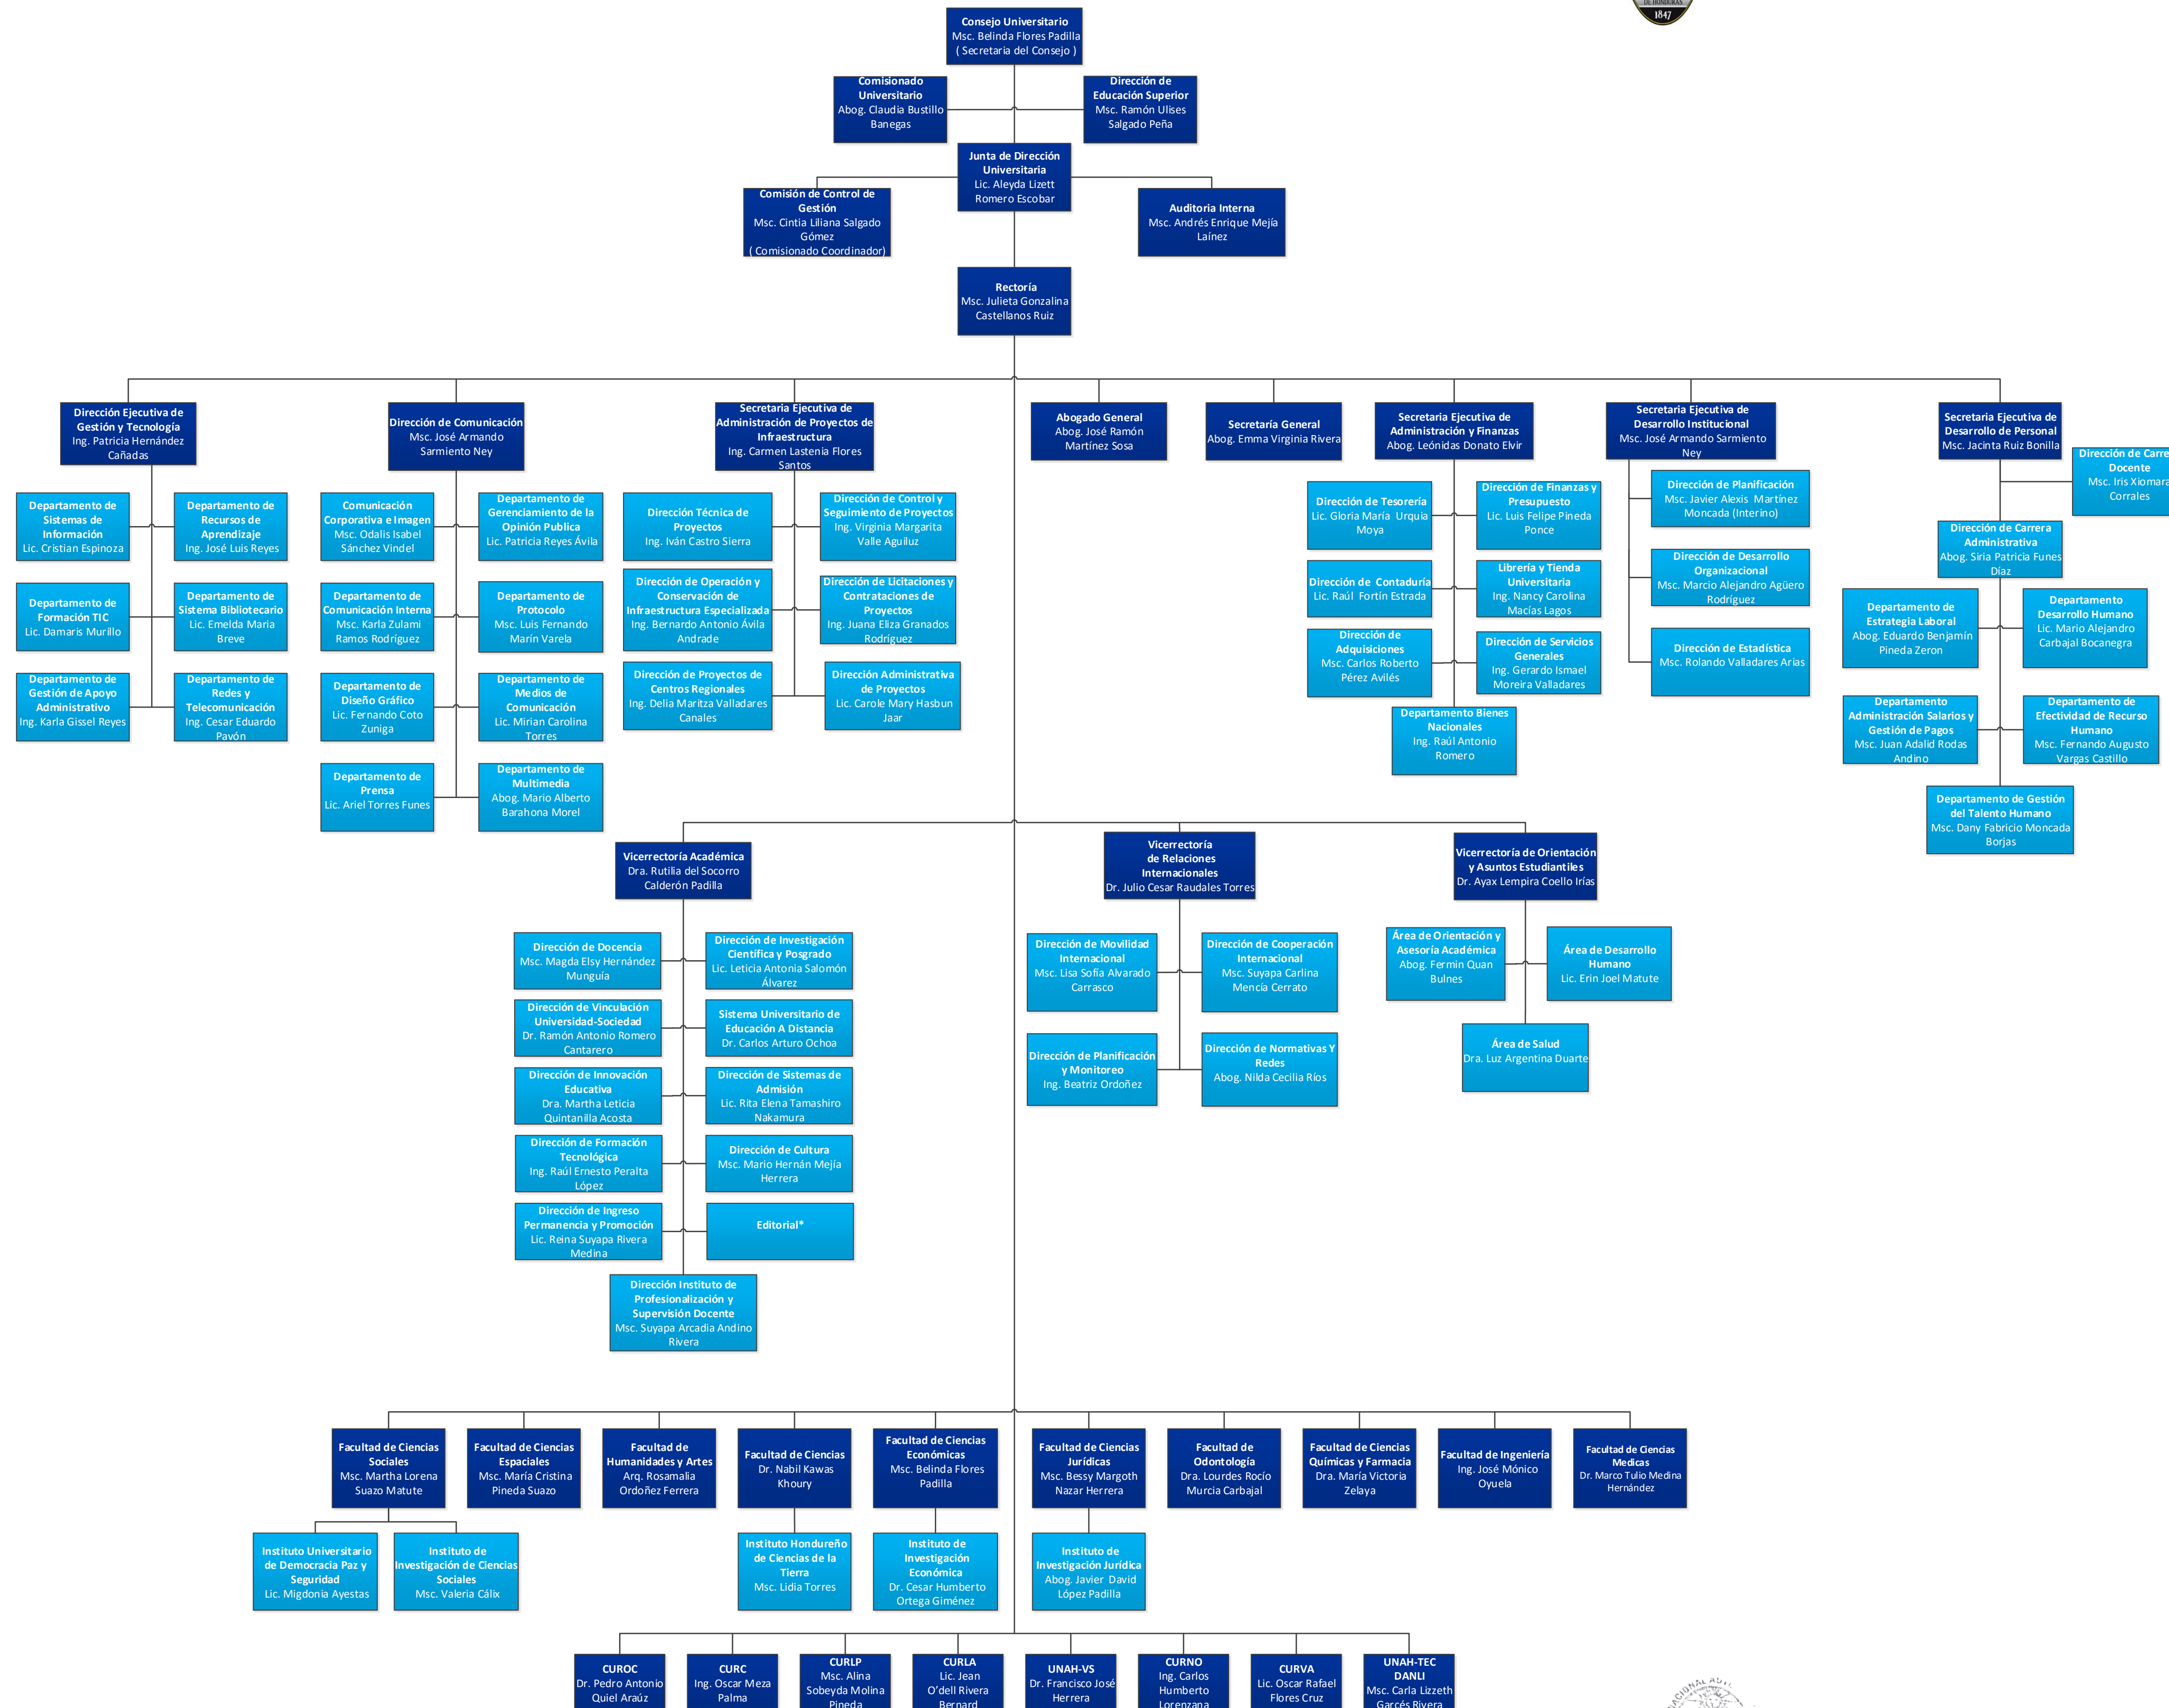 DE HONDURAS
1847
Consejo Universitario
Msc. Belinda Flores Padilla
( Secretaria del Consejo )
Comisionado
Universitario
Abog. Claudia Bustillo
Banegas
Dirección de
Educación Superior
Msc. Ramón Ulises
Salgado Peña
Junta de Dirección
Universitaria
Lic. Aleyda Lizett
Romero Escobar
Comisión de Control de
Gestión
Msc. Cintia Liliana Salgado
Gómez
( Comisionado Coordinador)
Auditoria Interna
Msc. Andrés Enrique Mejía
Laínez
Rectoría
Msc. Julieta Gonzalina
Castellanos Ruiz
Dirección Ejecutiva de
Gestión y Tecnología
Ing. Patricia Hernández
Cañadas
Dirección de Comunicación
Msc. José Armando
Sarmiento Ney
Secretaria Ejecutiva de
Administración de Proyectos de
Infraestructura
Ing. Carmen Lastenia Flores
Santos
Abogado General
Abog. José Ramón
Martínez Sosa
Secretaría General
Abog. Emma Virginia Rivera
Secretaria Ejecutiva de
Administración y Finanzas
Abog. Leónidas Donato Elvir
Secretaria Ejecutiva de
Desarrollo Institucional
Msc. José Armando Sarmiento
Ney
Secretaria Ejecutiva de
Desarrollo de Personal
Msc. Jacinta Ruiz Bonilla
Dirección de Carre
Docente
Msc. Iris Xiomara
Corrales
Departamento de
Sistemas de
Información
Lic. Cristian Espinoza
Departamento de
Recursos de
Aprendizaje
Ing. José Luis Reyes
Departamento de
Formación TIC
Lic. Damaris Murillo
Departamento de
Sistema Bibliotecario
Lic. Emelda Maria
Breve
Departamento de
Gestión de Apoyo
Administrativo
Ing. Karla Gissel Reyes
Departamento de
Redes y
Telecomunicación
Ing. Cesar Eduardo
Pavón
Comunicación
Corporativa e Imagen
Msc. Odalis Isabel
Sánchez Vindel
Departamento de
Gerenciamiento de la
Opinión Publica
Lic. Patricia Reyes Ávila
Departamento de
Comunicación Interna
Msc. Karla Zulami
Ramos Rodríguez
Departamento de
Protocolo
Msc. Luis Fernando
Marín Varela
Departamento de
Diseño Gráfico
Lic. Fernando Coto
Zuniga
Departamento de
Medios de
Comunicación
Lic. Mirian Carolina
Torres
Departamento de
Prensa
Lic. Ariel Torres Funes
Departamento de
Multimedia
Abog. Mario Alberto
Barahona Morel
Dirección Técnica de
Proyectos
Ing. Iván Castro Sierra
Dirección de Control y
Seguimiento de Proyectos
Ing. Virginia Margarita
Valle Aguiluz
Dirección de Operación y
Conservación de
Infraestructura Especializada
Ing. Bernardo Antonio Ávila
Andrade
Dirección de Licitaciones y
Contrataciones de
Proyectos
Ing. Juana Eliza Granados
Rodríguez
Dirección de Proyectos de
Centros Regionales
Ing. Delia Maritza Valladares
Canales
Dirección Administrativa
de Proyectos
Lic. Carole Mary Hasbun
Jaar
Dirección de Tesorería
Lic. Gloria María Urquia
Moya
Dirección de Finanzas y
Presupuesto
Lic. Luis Felipe Pineda
Ponce
Dirección de Contaduría
Lic. Raúl Fortín Estrada
Librería y Tienda
Universitaria
Ing. Nancy Carolina
Macías Lagos
Dirección de
Adquisiciones
Msc. Carlos Roberto
Pérez Avilés
Dirección de Servicios
Generales
Ing. Gerardo Ismael
Moreira Valladares
Departamento Bienes
Nacionales
Ing. Raúl Antonio
Romero
Dirección de Planificación
Msc. Javier Alexis Martínez
Moncada (Interino)
Dirección de Desarrollo
Organizacional
Msc. Marcio Alejandro Agüero
Rodríguez
Dirección de Estadística
Msc. Rolando Valladares Arias
Dirección de Carrera
Administrativa
Abog. Siria Patricia Funes
Díaz
Departamento de
Estrategia Laboral
Abog. Eduardo Benjamín
Pineda Zeron
Departamento
Desarrollo Humano
Lic. Mario Alejandro
Carbajal Bocanegra
Departamento
Administración Salarios y
Gestión de Pagos
Msc. Juan Adalid Rodas
Andino
Departamento de
Efectividad de Recurso
Humano
Msc. Fernando Augusto
Vargas Castillo
Departamento de Gestión
del Talento Humano
Msc. Dany Fabricio Moncada
Borjas
Vicerrectoría Académica
Dra. Rutilia del Socorro
Calderón Padilla
Vicerrectoría
de Relaciones
Internacionales
Dr. Julio Cesar Raudales Torres
Vicerrectoría de Orientación
y Asuntos Estudiantiles
Dr. Ayax Lempira Coello Irías
Dirección de Docencia
Msc. Magda Elsy Hernández
Munguía
Dirección de Investigación
Científica y Posgrado
Lic. Leticia Antonia Salomón
Álvarez
Dirección de Vinculación
Universidad-Sociedad
Dr. Ramón Antonio Romero
Cantarero
Sistema Universitario de
Educación A Distancia
Dr. Carlos Arturo Ochoa
Dirección de Innovación
Educativa
Dra. Martha Leticia
Quintanilla Acosta
Dirección de Sistemas de
Admisión
Lic. Rita Elena Tamashiro
Nakamura
Dirección de Formación
Tecnológica
Ing. Raúl Ernesto Peralta
López
Dirección de Cultura
Msc. Mario Hernán Mejía
Herrera
Dirección de Ingreso
Permanencia y Promoción
Lic. Reina Suyapa Rivera
Medina
Editorial*
Dirección Instituto de
Profesionalización y
Supervisión Docente
Msc. Suyapa Arcadia Andino
Rivera
Dirección de Movilidad
Internacional
Msc. Lisa Sofía Alvarado
Carrasco
Dirección de Cooperación
Internacional
Msc. Suyapa Carlina
Mencía Cerrato
Dirección de Planificación
y Monitoreo
Ing. Beatriz Ordoñez
Dirección de Normativas Y
Redes
Abog. Nilda Cecilia Ríos
Área de Orientación y
Asesoría Académica
Abog. Fermin Quan
Bulnes
Área de Desarrollo
Humano
Lic. Erin Joel Matute
Área de Salud
Dra. Luz Argentina Duarte
Facultad de Ciencias
Sociales
Msc. Martha Lorena
Suazo Matute
Facultad de Ciencias
Espaciales
Msc. María Cristina
Pineda Suazo
Facultad de
Humanidades y Artes
Arq. Rosamalia
Ordoñez Ferrera
Facultad de Ciencias
Dr. Nabil Kawas
Khoury
Facultad de Ciencias
Económicas
Msc. Belinda Flores
Padilla
Facultad de Ciencias
Jurídicas
Msc. Bessy Margoth
Nazar Herrera
Facultad de
Odontología
Dra. Lourdes Rocío
Murcia Carbajal
Facultad de Ciencias
Químicas y Farmacia
Dra. María Victoria
Zelaya
Facultad de Ingeniería
Ing. José Mónico
Oyuela
Facultad de Ciencias
Medicas
Dr. Marco Tulio Medina
Hernández
Instituto Universitario
de Democracia Paz y
Seguridad
Lic. Migdonia Ayestas
Instituto de
Investigación de Ciencias
Sociales
Msc. Valeria Cálix
Instituto Hondureño
de Ciencias de la
Tierra
Msc. Lidia Torres
Instituto de
Investigación
Económica
Dr. Cesar Humberto
Ortega Giménez
Instituto de
Investigación Jurídica
Abog. Javier David
López Padilla
CUROC
Dr. Pedro Antonio
Quiel Araúz
CURC
Ing. Oscar Meza
Palma
CURLP
Msc. Alina
Sobeyda Molina
Pineda
CURLA
Lic. Jean
O'dell Rivera
Bernard
UNAH-VS
Dr. Francisco José
Herrera
CURNO
Ing. Carlos
Humberto
Lorenzana
CURVA
Lic. Oscar Rafael
Flores Cruz
UNAH-TEC
DANLI
Msc. Carla Lizzeth
Garcés Rivera